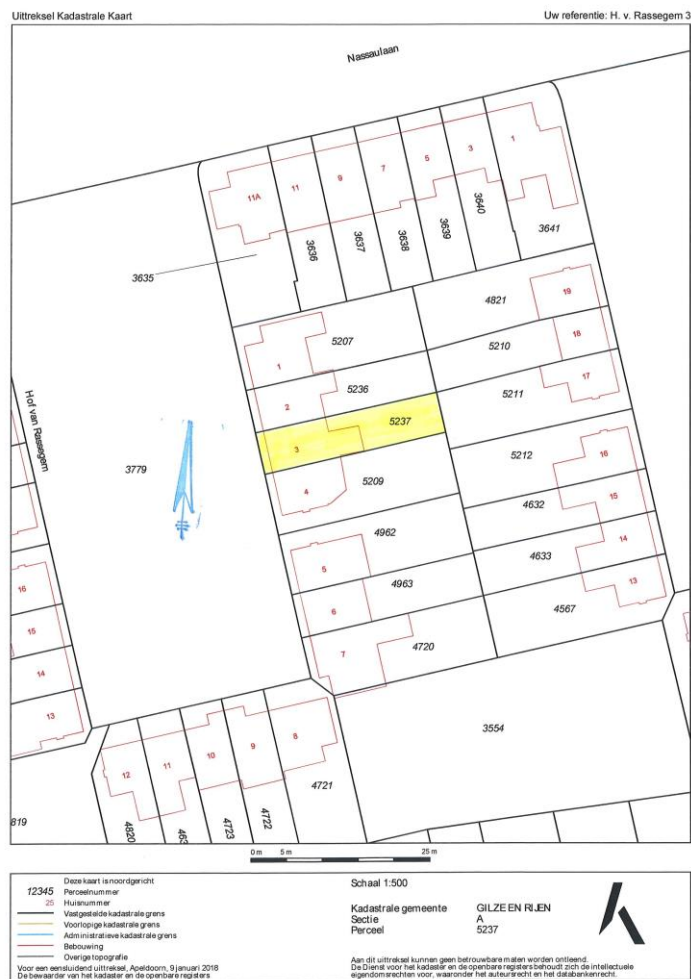 Uittreksel Kadastrale Kaart
Uw referentie: H. v. Rassegem 3
Nassaulaan
11A
11
9
7
5
3
1
3635
3636
3637
3638
3639
3640
3641
4821
19
5207
1
5210
18
5236
2
5211
17
5237
3
Hof van Rassegem
3779
5212
16
5209
4
4632
15
4962
5
4633
14
4963
6
4567
13
4720
7
16
15
14
13
3554
12
11
10
9
8
4721
819
4820
463
4723
4722
0 m 5 m 25 m
Deze kaart is noordgericht
12345 Perceelnummer
25 Huisnummer
Vastgestelde kadastrale grens
Voorlopige kadastrale grens
Administratieve kadastrale grens
Bebouwing
Overige topografie
Voor een eensluidend uittreksel, Apeldoorn, 9 januari 2018
De bewaarder van het kadaster en de openbare registers
Schaal 1:500
Kadastrale gemeente GILZE EN RIJEN
Sectie A
Perceel 5237
Aan dit uittreksel kunnen geen betrouwbare maten worden ontleend.
De Dienst voor het kadaster en de openbare registers behoudt zich de intellectuele
eigendomsrechten voor, waaronder het auteursrecht en het databankenrecht.